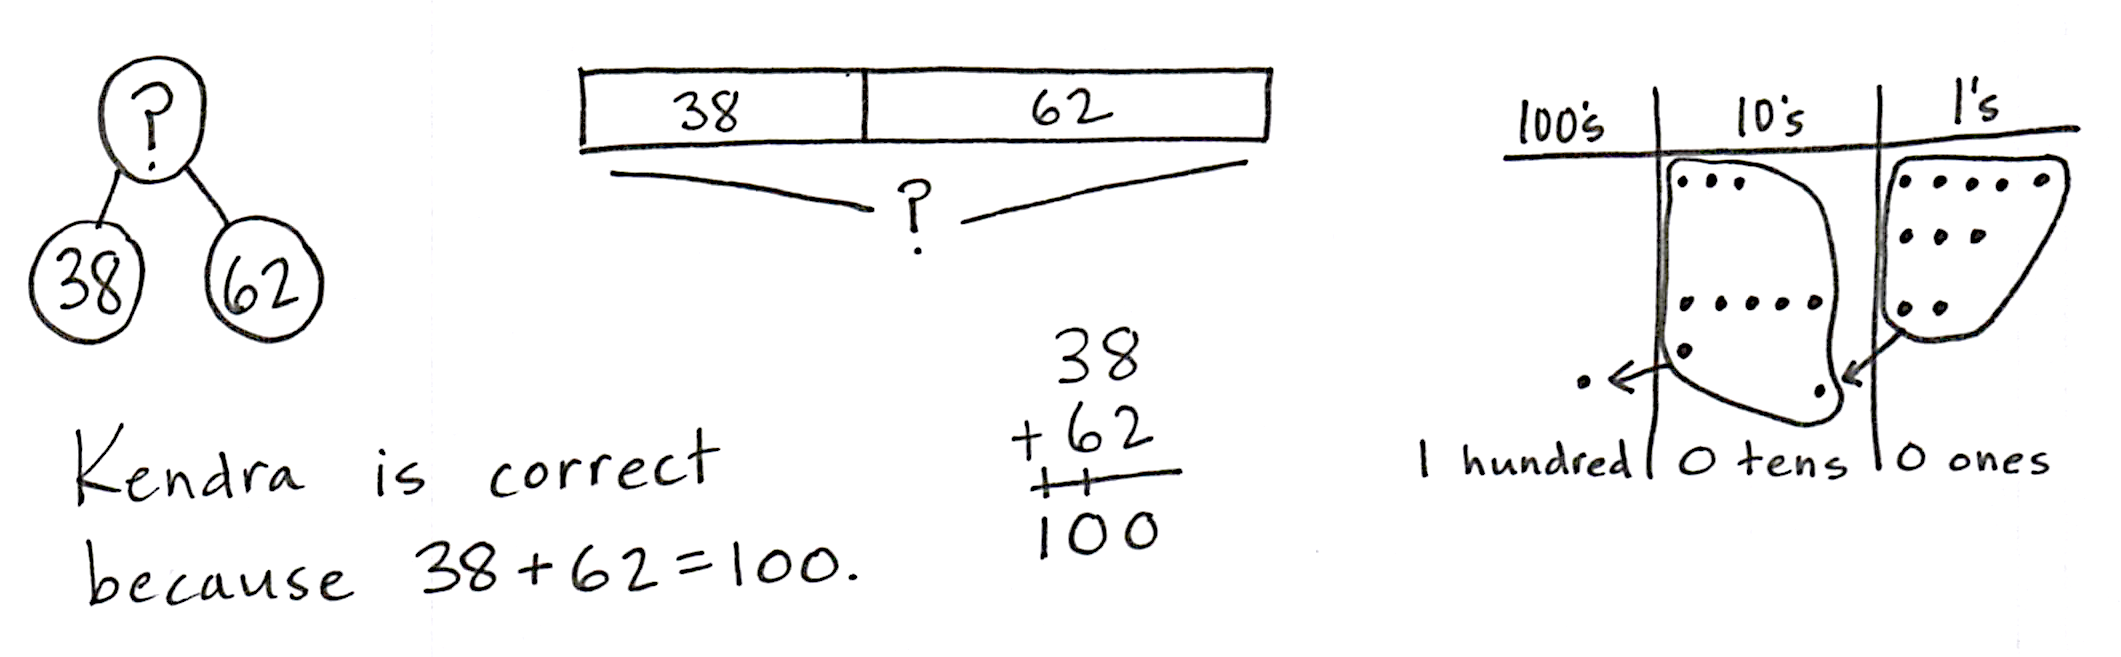 ?
38 62
38 62
?
100's 10's 1's
1 hundred 0 tens 0 ones
38
+ 62
1 1
100
Kendra is correct
because 38 + 62 = 100.